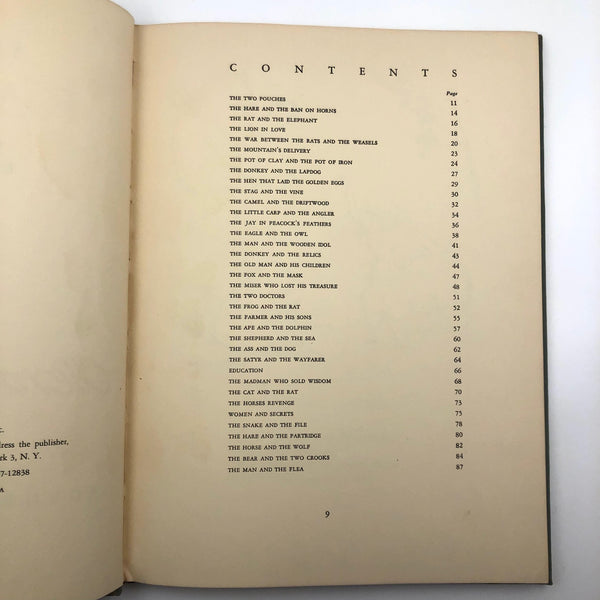 c.
dress the publisher,
rk 3, N. Y.
7-12838
A
CONTENTS
Page
THE TWO POUCHES 11
THE HARE AND THE BAN ON HORNS 14
THE RAT AND THE ELEPHANT 16
THE LION IN LOVE 18
THE WAR BETWEEN THE RATS AND THE WEASELS 20
THE MOUNTAIN'S DELIVERY 23
THE POT OF CLAY AND THE POT OF IRON 24
THE DONKEY AND THE LAPDOG 27
THE HEN THAT LAID THE GOLDEN EGGS 29
THE STAG AND THE VINE 30
THE CAMEL AND THE DRIFTWOOD 32
THE LITTLE CARP AND THE ANGLER 34
THE JAY IN PEACOCK'S FEATHERS 36
THE EAGLE AND THE OWL 38
THE MAN AND THE WOODEN IDOL 41
THE DONKEY AND THE RELICS 43
THE OLD MAN AND HIS CHILDREN 44
THE FOX AND THE MASK 47
THE MISER WHO LOST HIS TREASURE 48
THE TWO DOCTORS 51
THE FROG AND THE RAT 52
THE FARMER AND HIS SONS 55
THE APE AND THE DOLPHIN 57
THE SHEPHERD AND THE SEA 60
THE ASS AND THE DOG 62
THE SATYR AND THE WAYFARER 64
EDUCATION 66
THE MADMAN WHO SOLD WISDOM 68
THE CAT AND THE RAT 70
THE HORSES REVENGE 73
WOMEN AND SECRETS 75
THE SNAKE AND THE FILE 78
THE HARE AND THE PARTRIDGE 80
THE HORSE AND THE WOLF 82
THE BEAR AND THE TWO CROOKS 84
THE MAN AND THE FLEA 87
9